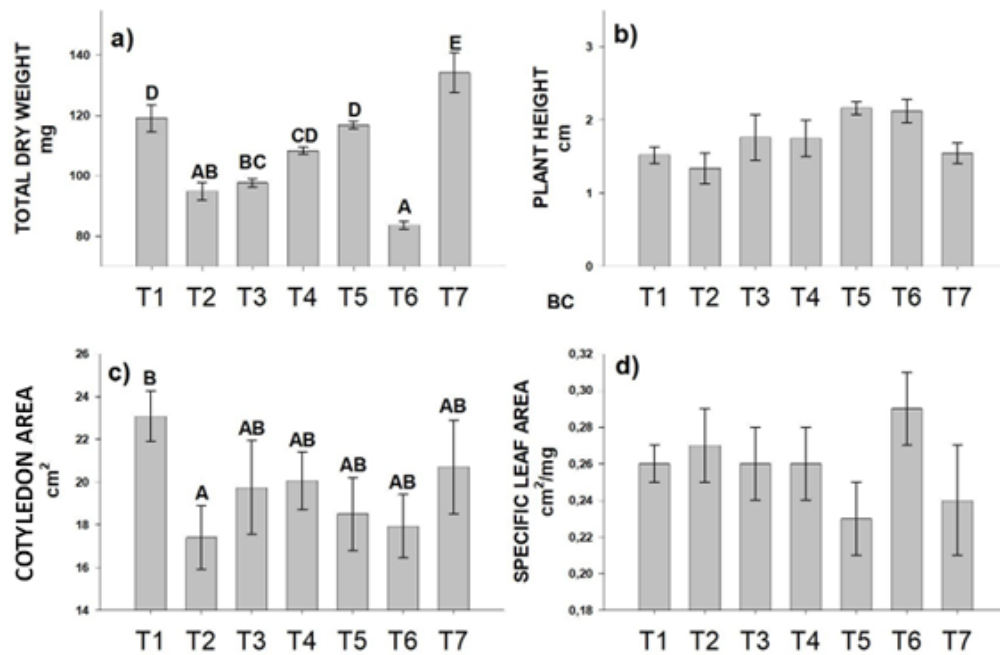 a)
TOTAL DRY WEIGHT
mg
140
120
100
80
D
AB
BC
CD
D
A
E
T1 T2 T3 T4 T5 T6 T7
b)
PLANT HEIGHT
cm
3
2
1
0
T1 T2 T3 T4 T5 T6 T7
BC
c)
COTYLEDON AREA
cm²
26
24
22
20
18
16
14
B
A
AB
AB
AB
AB
AB
T1 T2 T3 T4 T5 T6 T7
d)
SPECIFIC LEAF AREA
cm²/mg
0,32
0,30
0,28
0,26
0,24
0,22
0,20
0,18
T1 T2 T3 T4 T5 T6 T7